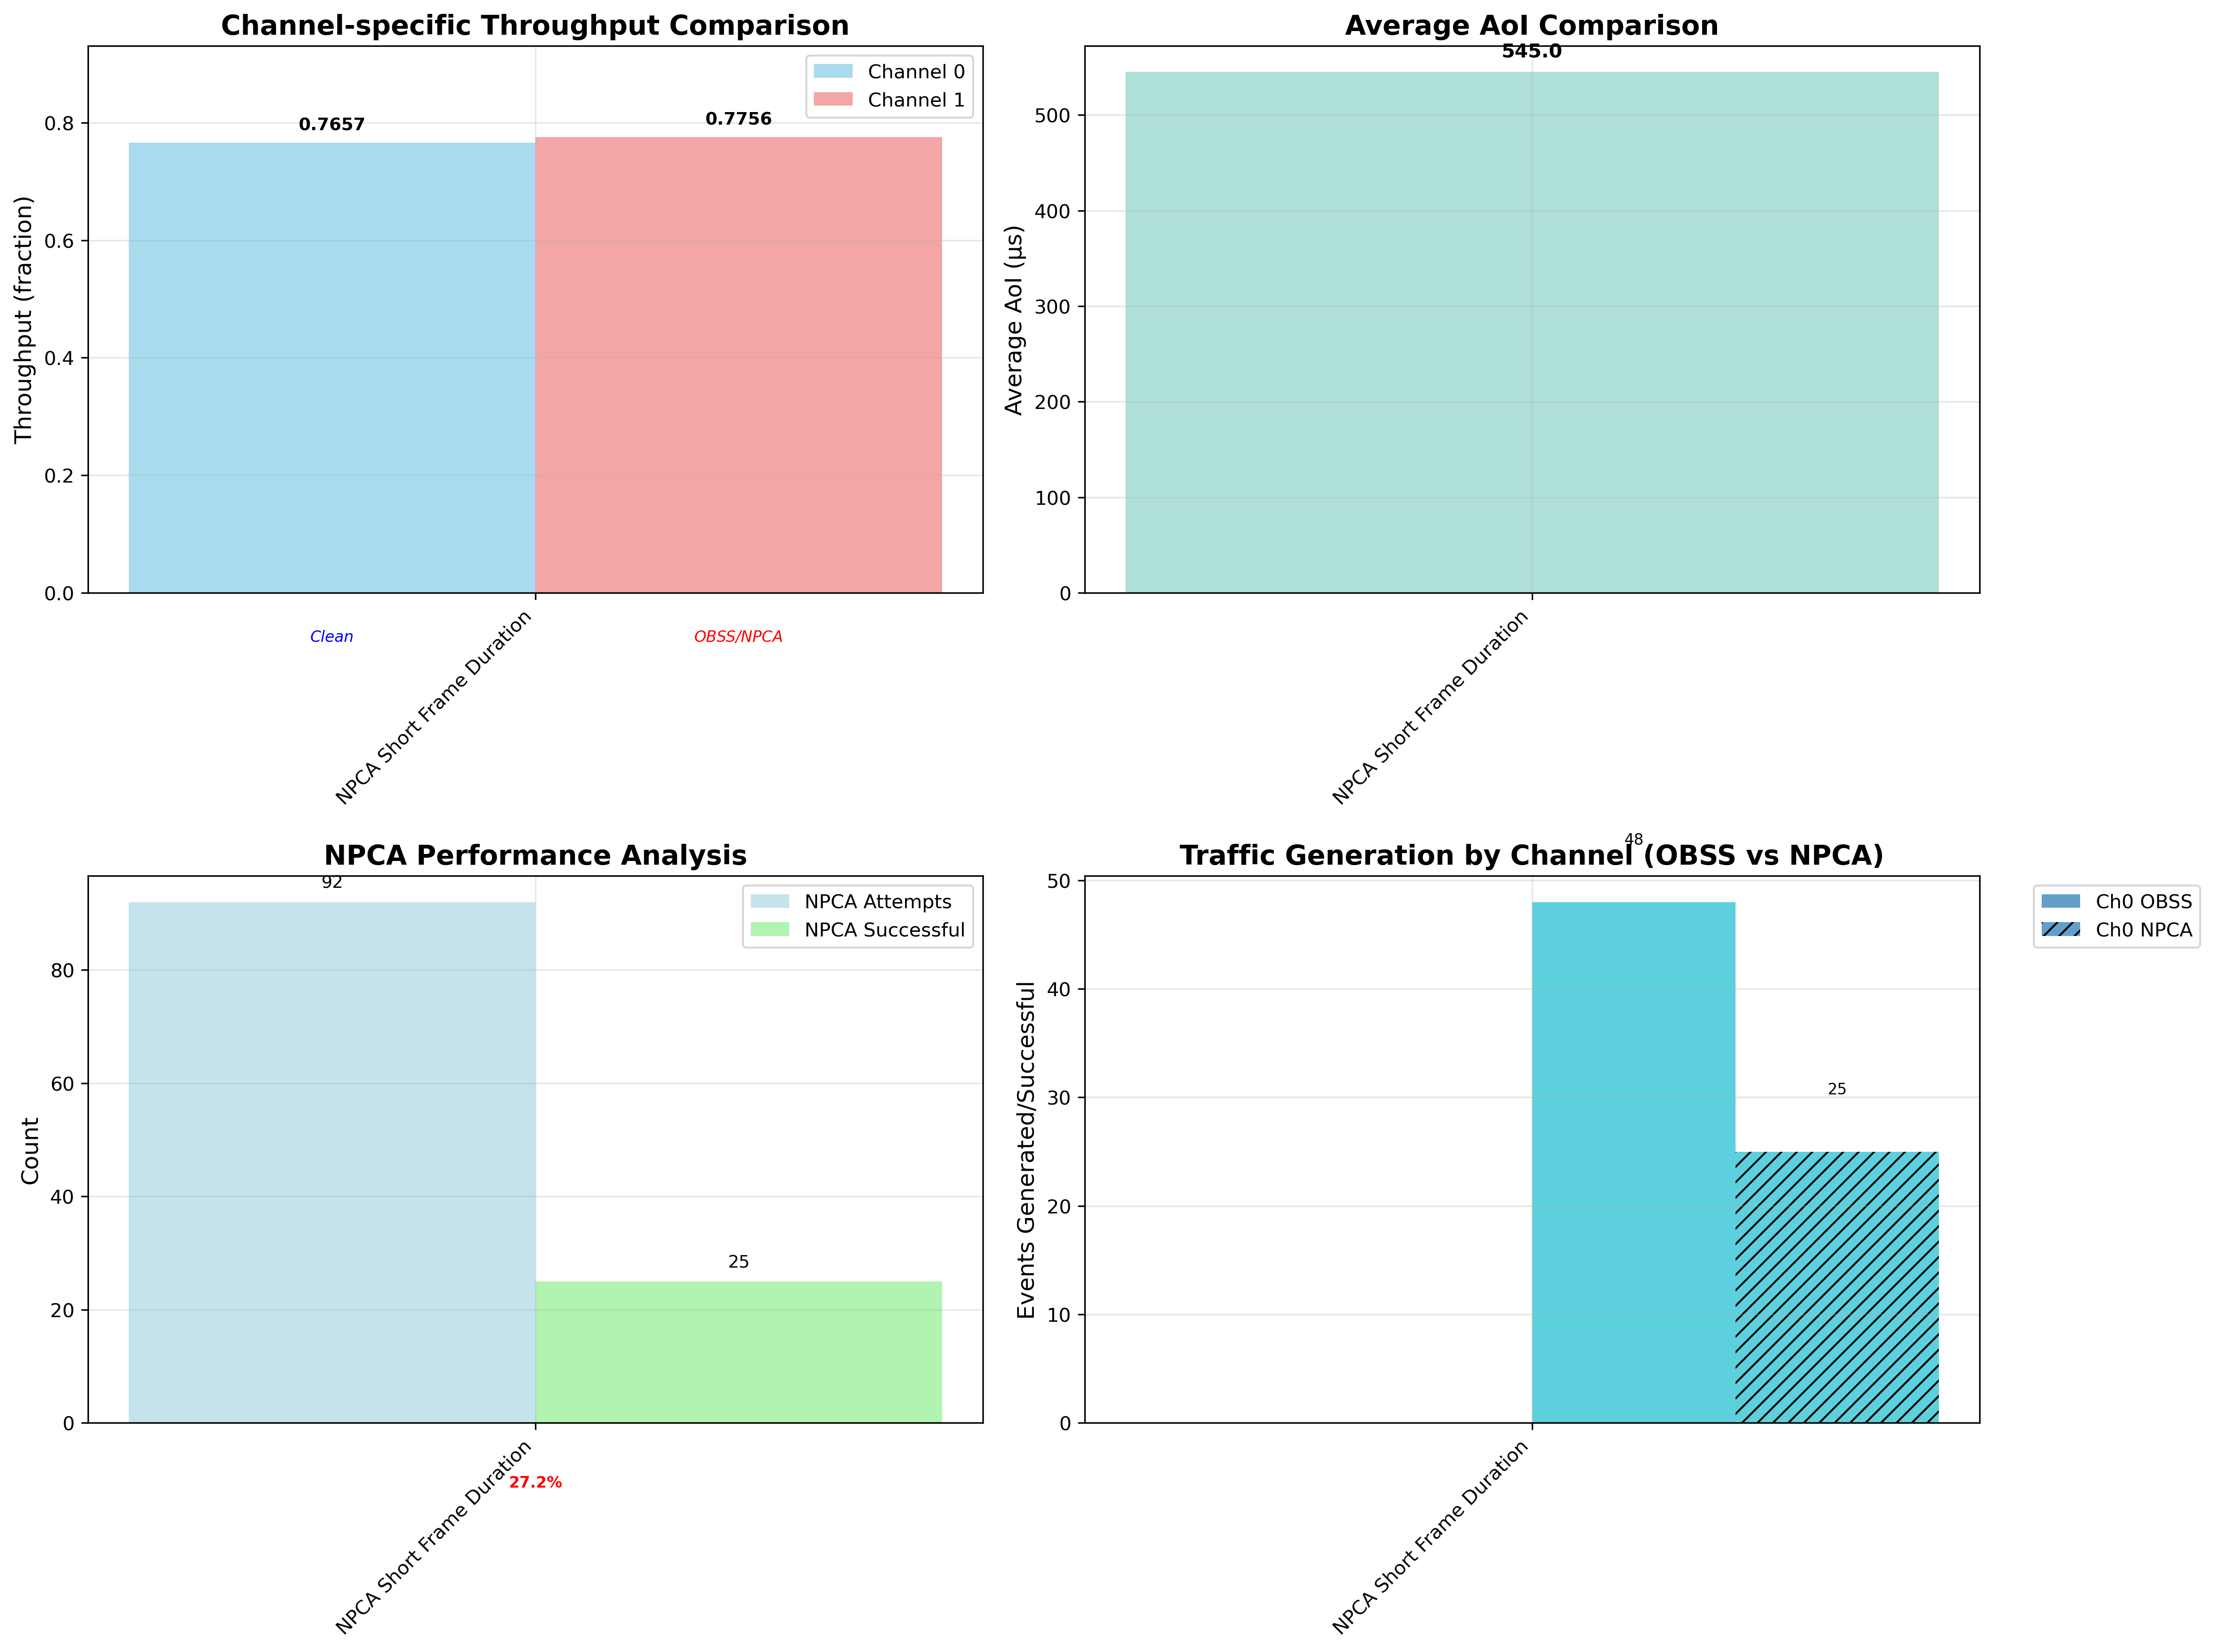 Channel-specific Throughput Comparison
Throughput (fraction)
0.8
0.6
0.4
0.2
0.0
0.7657
0.7756
Channel 0
Channel 1
Clean
OBSS/NPCA
NPCA Short Frame Duration
Average AoI Comparison
545.0
Average AoI (µs)
500
400
300
200
100
0
NPCA Short Frame Duration
NPCA Performance Analysis
92
25
NPCA Attempts
NPCA Successful
Count
80
60
40
20
0
NPCA Short Frame Duration
27.2%
48
Traffic Generation by Channel (OBSS vs NPCA)
Events Generated/Successful
50
40
30
20
10
0
25
Ch0 OBSS
Ch0 NPCA
NPCA Short Frame Duration